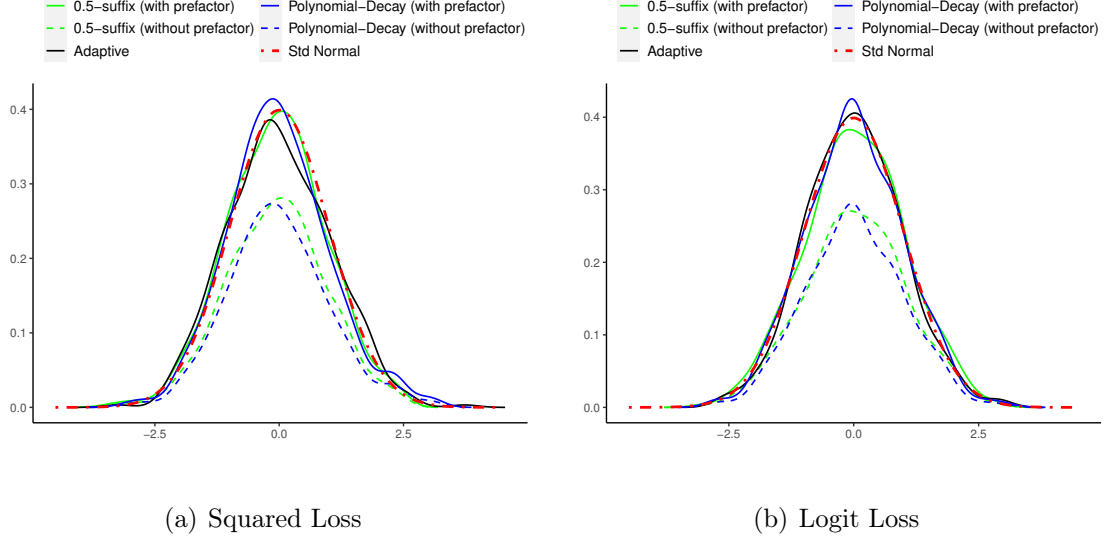 0.5−suffix (with prefactor) Polynomial−Decay (with prefactor)
0.5−suffix (without prefactor) Polynomial−Decay (without prefactor)
Adaptive Std Normal
0.4
0.3
0.2
0.1
0.0
−2.5 0.0 2.5
(a) Squared Loss
0.5−suffix (with prefactor) Polynomial−Decay (with prefactor)
0.5−suffix (without prefactor) Polynomial−Decay (without prefactor)
Adaptive Std Normal
0.4
0.3
0.2
0.1
0.0
−2.5 0.0 2.5
(b) Logit Loss